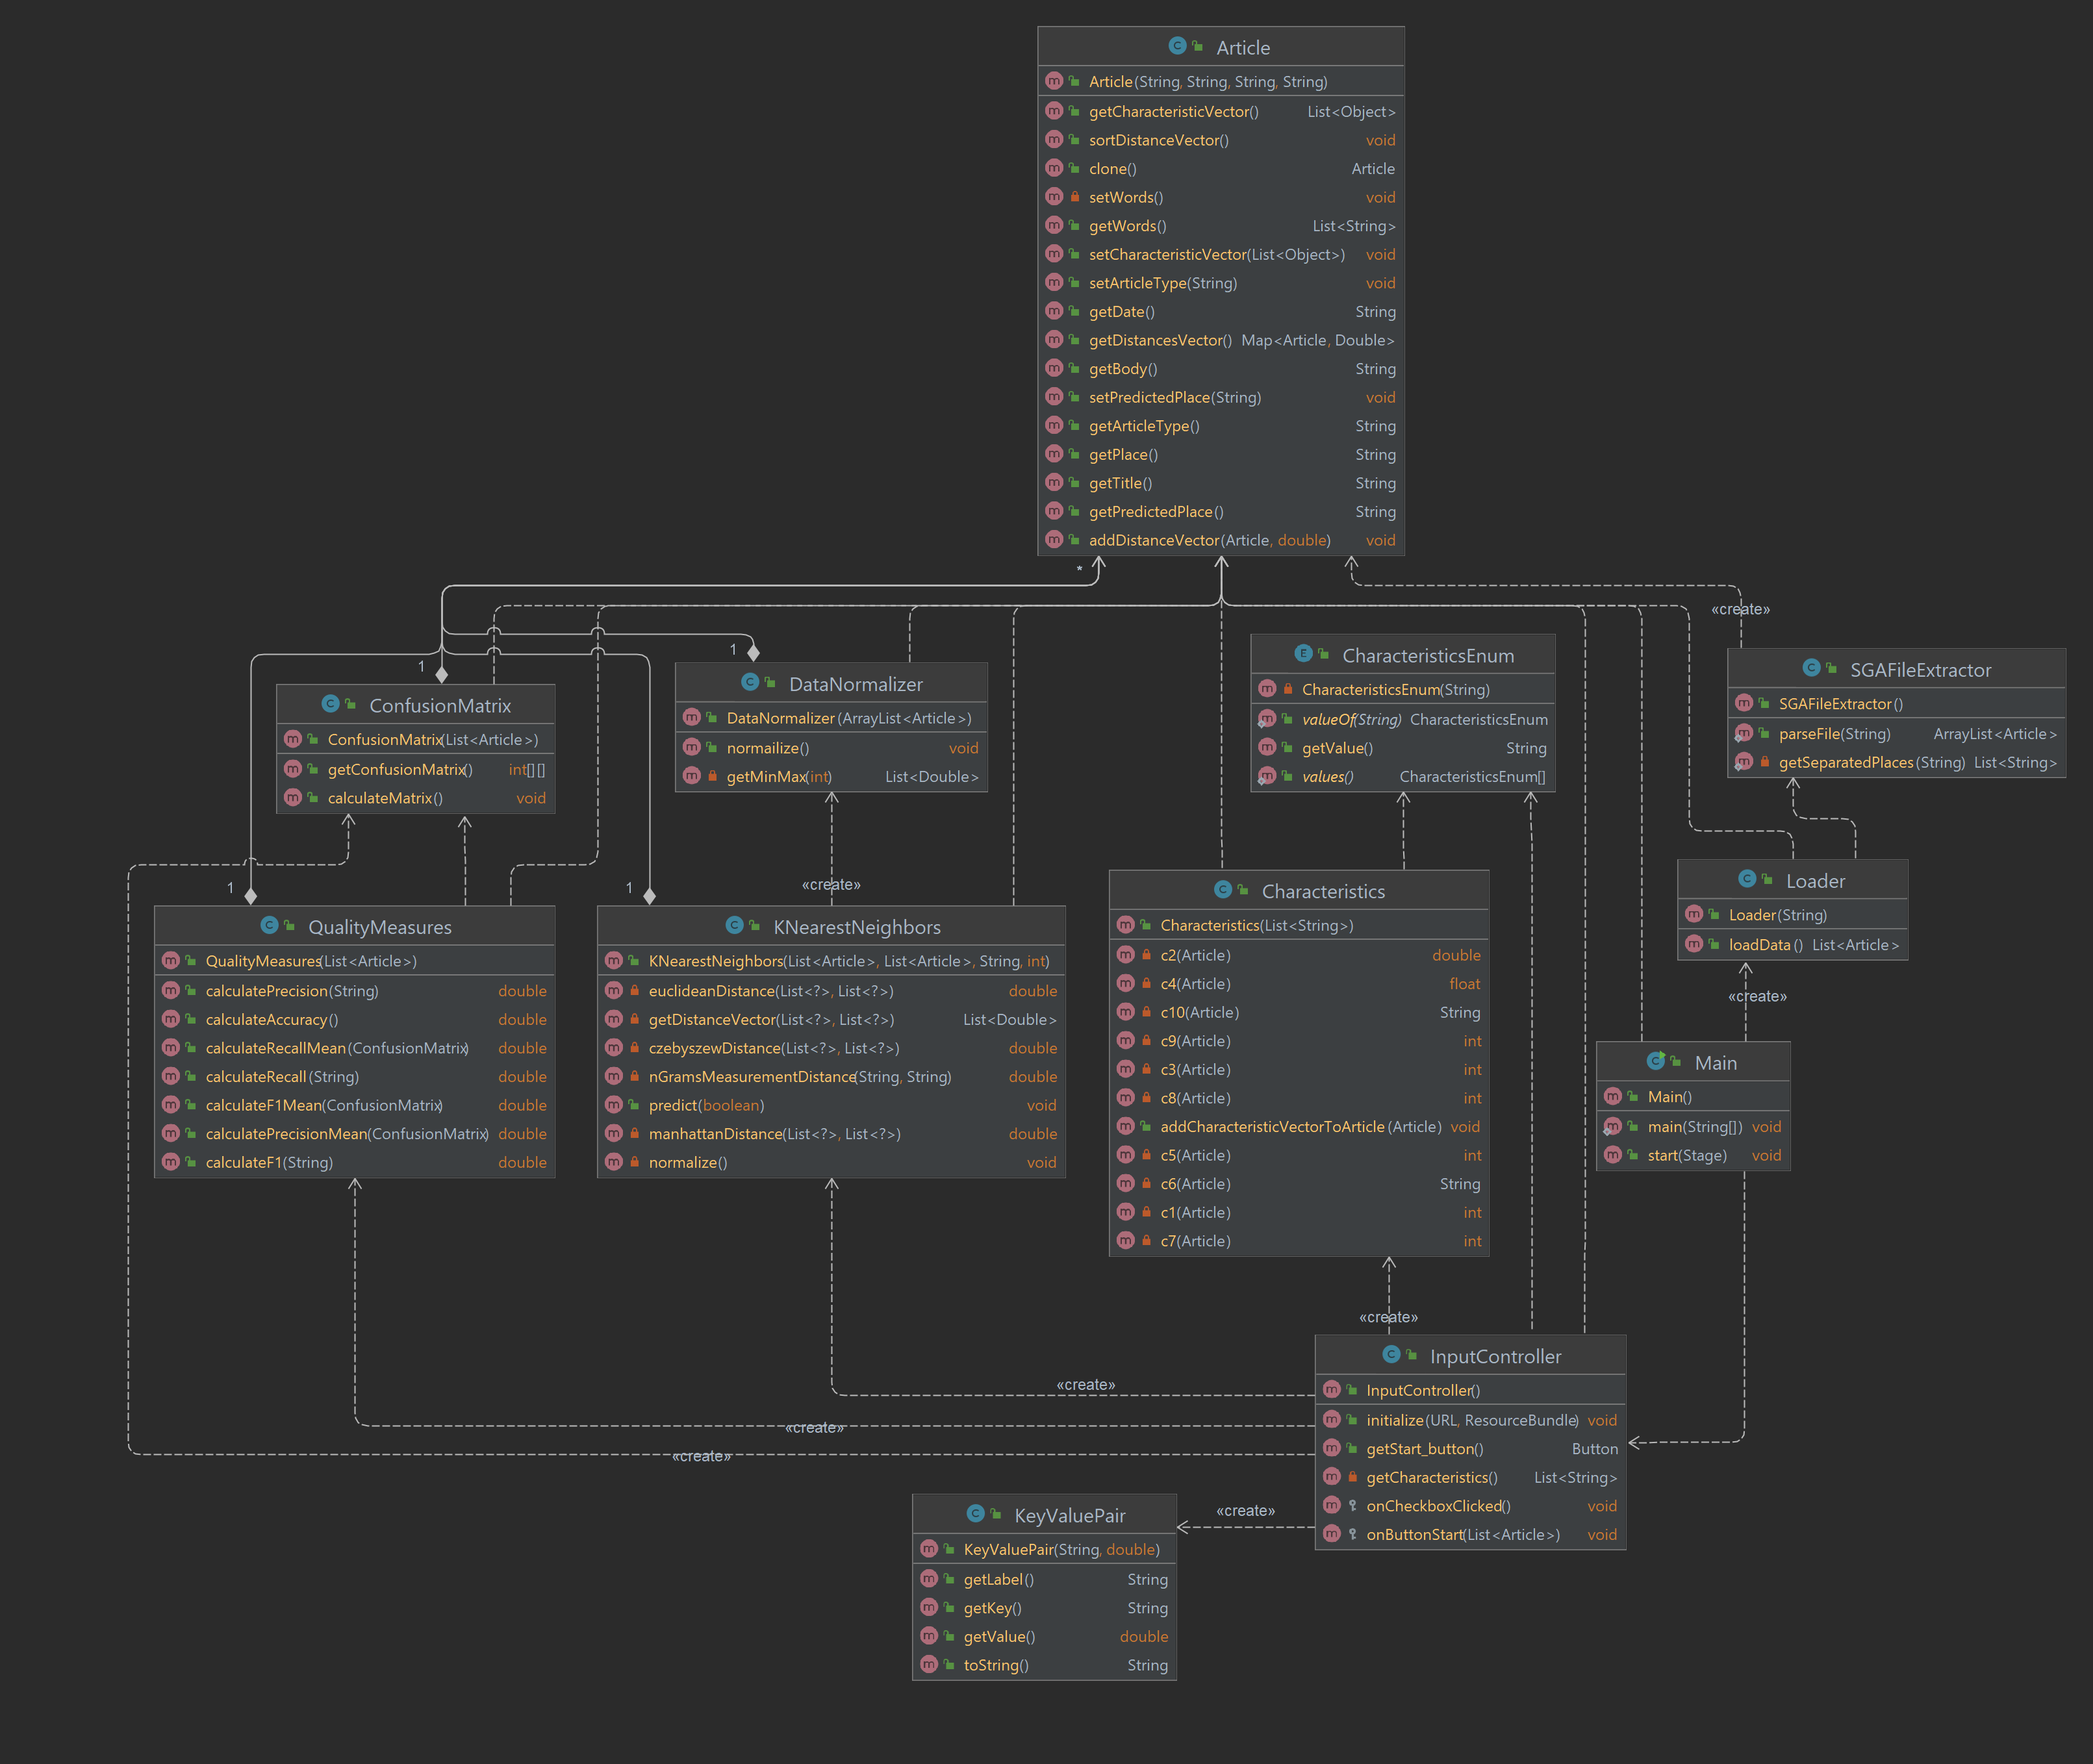 Article
Article(String, String, String, String)
getCharacteristicVector() List<Object>
sortDistanceVector() void
clone() Article
setWords() void
getWords() List<String>
setCharacteristicVector(List<Object>) void
setArticleType(String) void
getDate() String
getDistancesVector() Map<Article, Double>
getBody() String
setPredictedPlace(String) void
getArticleType() String
getPlace() String
getTitle() String
getPredictedPlace() String
addDistanceVector(Article, double) void
*
«create»
1
1
ConfusionMatrix
ConfusionMatrix(List<Article>)
getConfusionMatrix() int[][]
calculateMatrix() void
DataNormalizer
DataNormalizer(ArrayList<Article>)
normailize() void
getMinMax(int) List<Double>
CharacteristicsEnum
CharacteristicsEnum(String)
valueOf(String) CharacteristicsEnum
getValue() String
values() CharacteristicsEnum[]
SGAFileExtractor
SGAFileExtractor()
parseFile(String) ArrayList<Article>
getSeparatedPlaces(String) List<String>
1
1
«create»
QualityMeasures
QualityMeasures(List<Article>)
calculatePrecision(String) double
calculateAccuracy() double
calculateRecallMean(ConfusionMatrix) double
calculateRecall(String) double
calculateF1Mean(ConfusionMatrix) double
calculatePrecisionMean(ConfusionMatrix) double
calculateF1(String) double
KNearestNeighbors
KNearestNeighbors(List<Article>, List<Article>, String, int)
euclideanDistance(List<?>, List<?>) double
getDistanceVector(List<?>, List<?>) List<Double>
czebyszewDistance(List<?>, List<?>) double
nGramsMeasurementDistance(String, String) double
predict(boolean) void
manhattanDistance(List<?>, List<?>) double
normalize() void
Characteristics
Characteristics(List<String>)
c2(Article) double
c4(Article) float
c10(Article) String
c9(Article) int
c3(Article) int
c8(Article) int
addCharacteristicVectorToArticle(Article) void
c5(Article) int
c6(Article) String
c1(Article) int
c7(Article) int
Loader
Loader(String)
loadData() List<Article>
«create»
Main
Main()
main(String[]) void
start(Stage) void
«create»
InputController
InputController()
initialize(URL, ResourceBundle) void
getStart_button() Button
getCharacteristics() List<String>
onCheckboxClicked() void
onButtonStart(List<Article>) void
«create»
«create»
«create»
«create»
KeyValuePair
KeyValuePair(String, double)
getLabel() String
getKey() String
getValue() double
toString() String